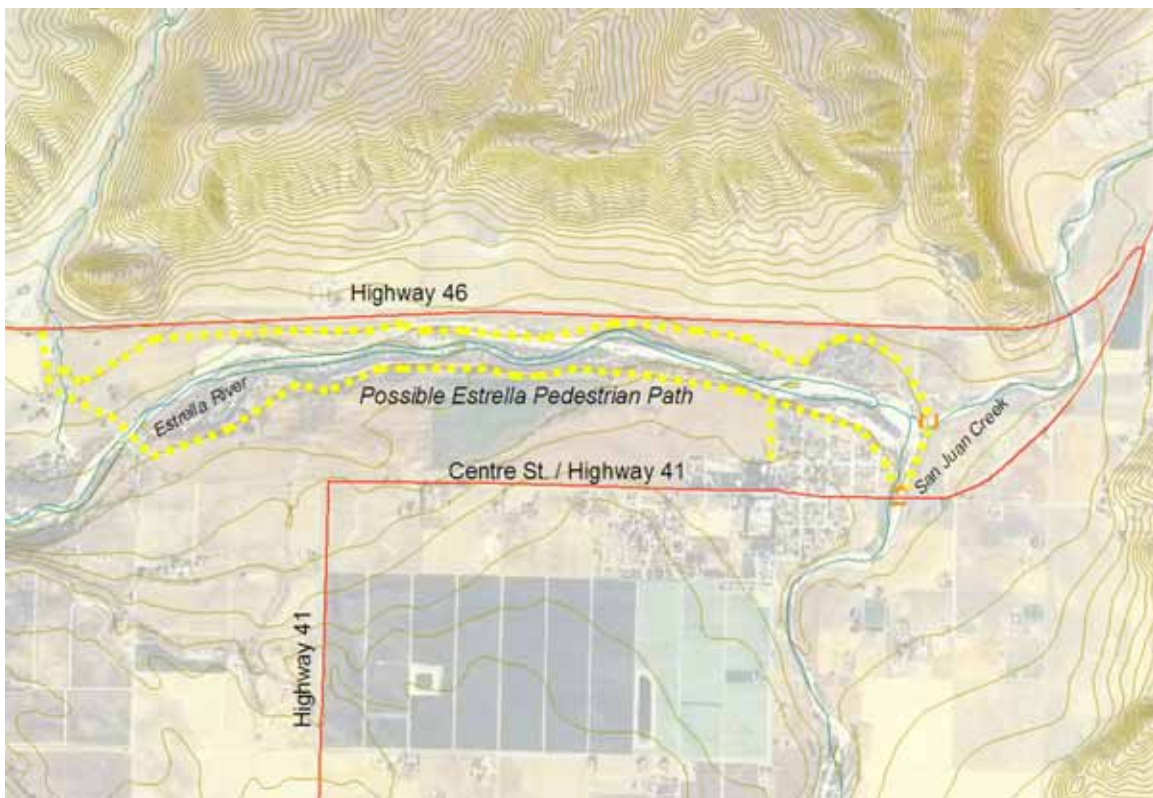 Highway 46
Estrella River
Possible Estrella Pedestrian Path
San Juan Creek
Centre St. / Highway 41
Highway 41